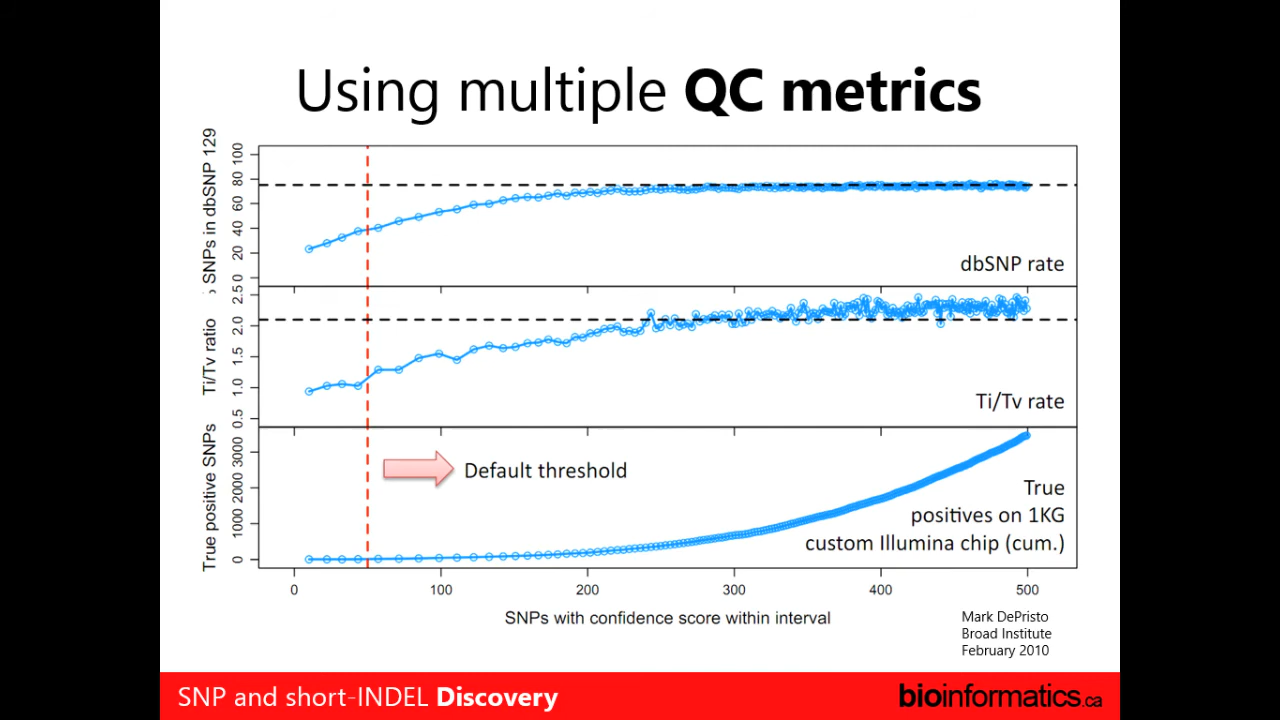 Using multiple QC metrics
SNPs in dbSNP 129
0 20 40 60 80 100
dbSNP rate
Ti/Tv ratio
0.5 1.0 1.5 2.0 2.5
Ti/Tv rate
True positive SNPs
0 1000 2000 3000
Default threshold
True
positives on 1KG
custom Illumina chip (cum.)
0 100 200 300 400 500
SNPs with confidence score within interval
Mark DePristo
Broad Institute
February 2010
SNP and short-INDEL Discovery
bioinformatics.ca